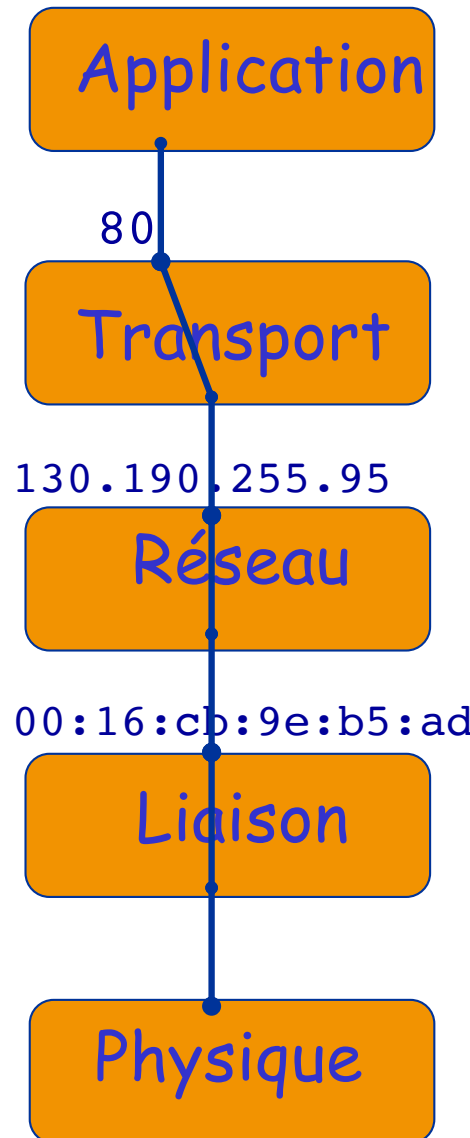 Application
80
Transport
130.190.255.95
Réseau
00:16:cb:9e:b5:ad
Liaison
Physique